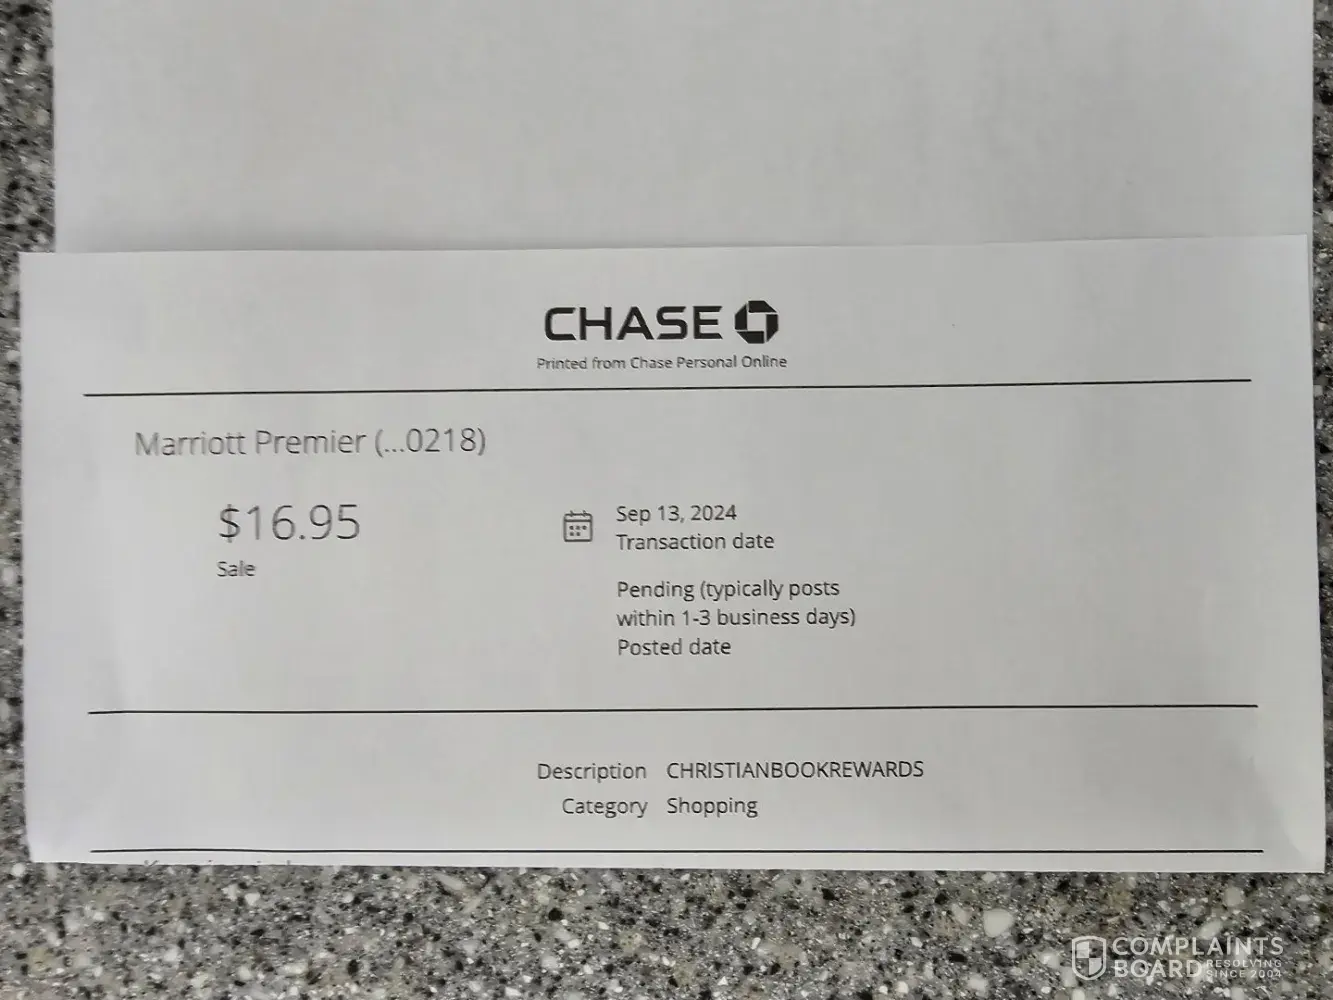 CHASE
Printed from Chase Personal Online
Marriott Premier (...0218)
$16.95
Sale
Sep 13, 2024
Transaction date
Pending (typically posts
within 1-3 business days)
Posted date
Description CHRISTIANBOOKREWARDS
Category Shopping
COMPLAINTS
BOARD RESOLVING
SINCE 2004